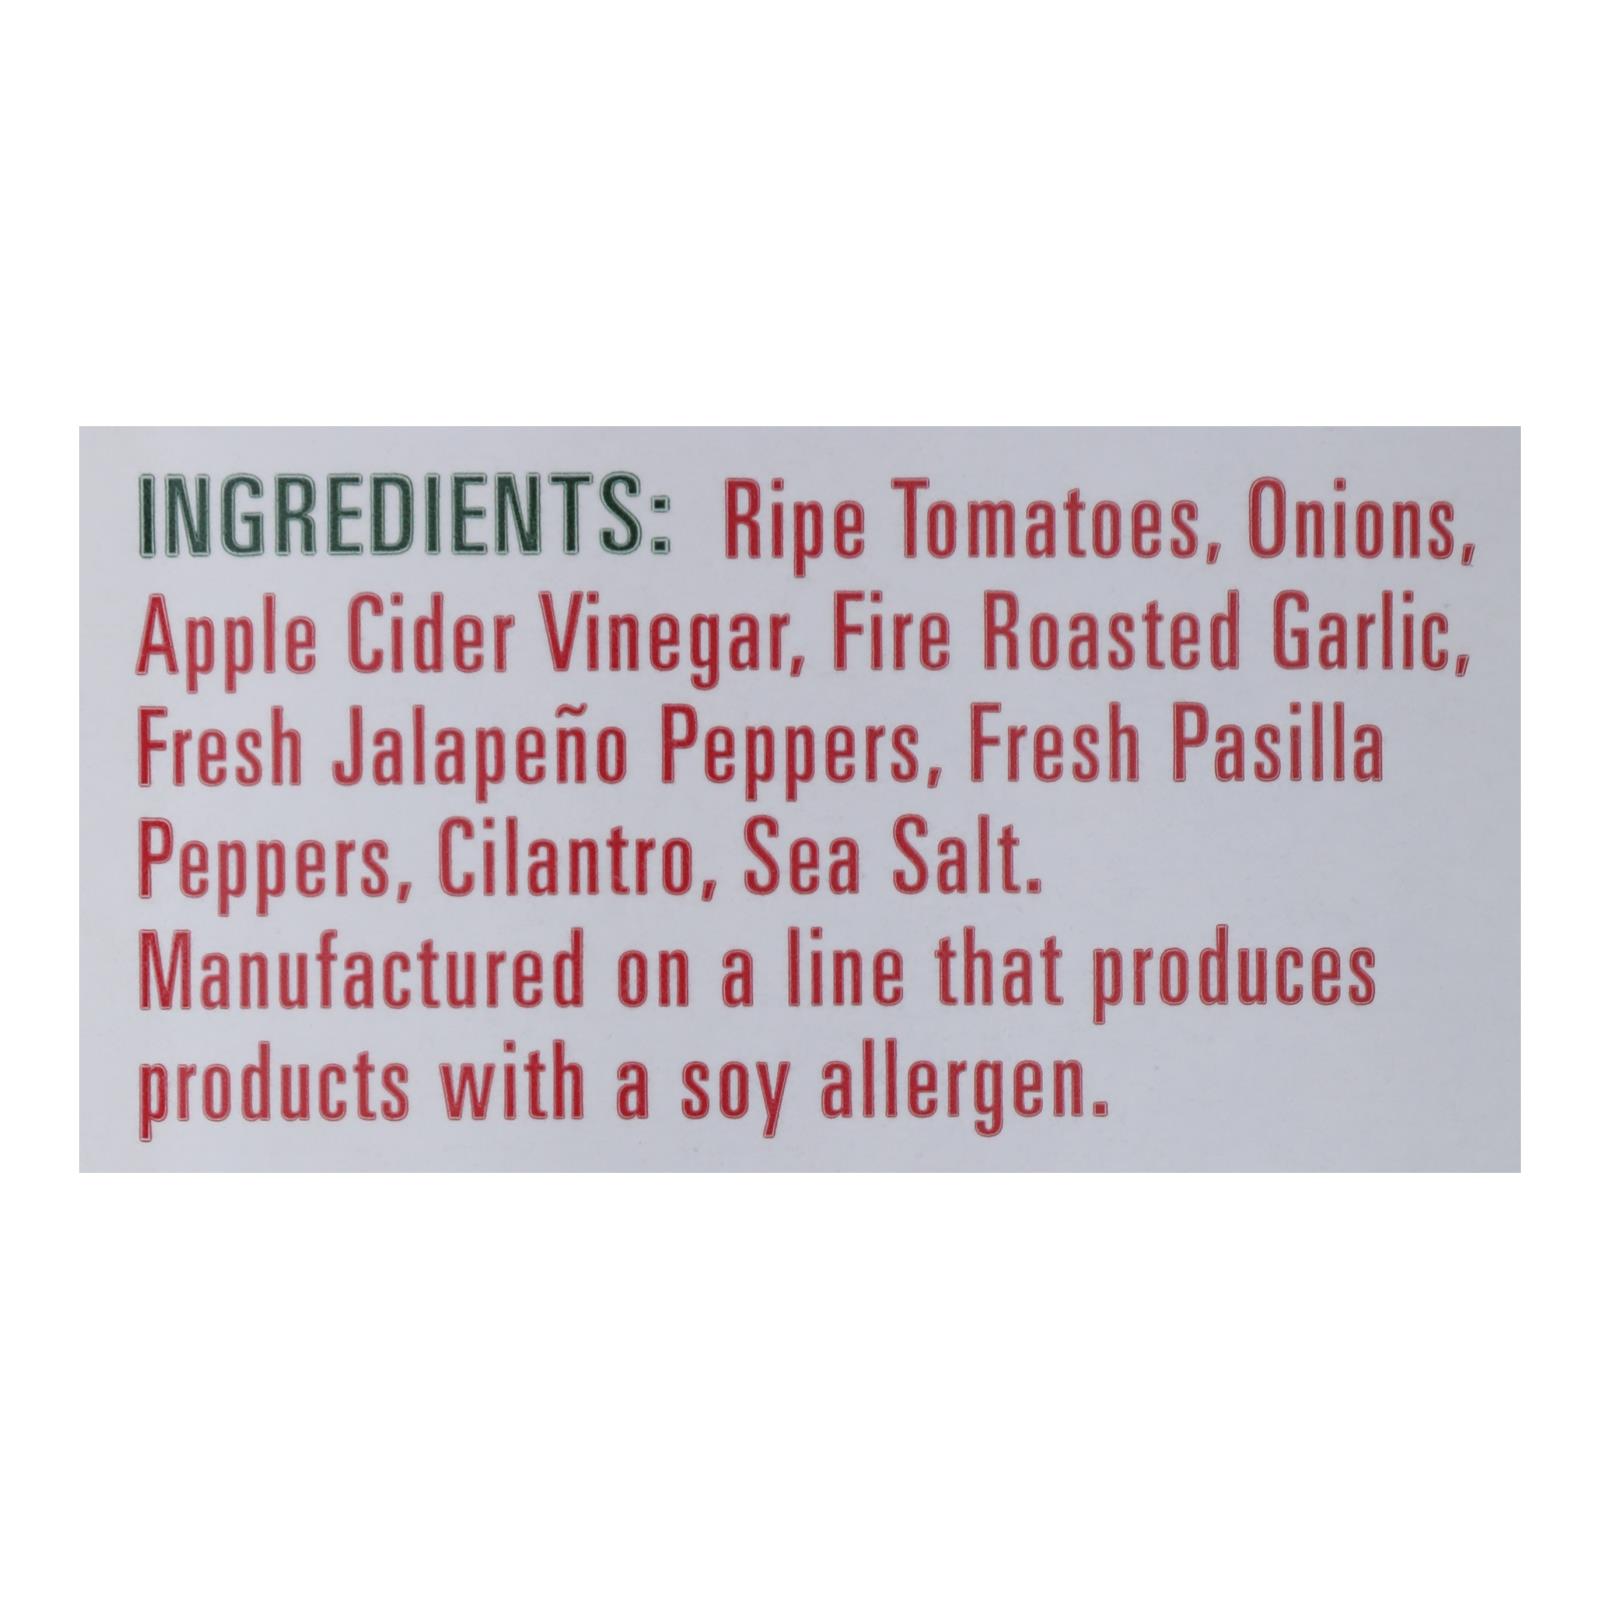 INGREDIENTS: Ripe Tomatoes, Onions,
Apple Cider Vinegar, Fire Roasted Garlic,
Fresh Jalapeño Peppers, Fresh Pasilla
Peppers, Cilantro, Sea Salt.
Manufactured on a line that produces
products with a soy allergen.